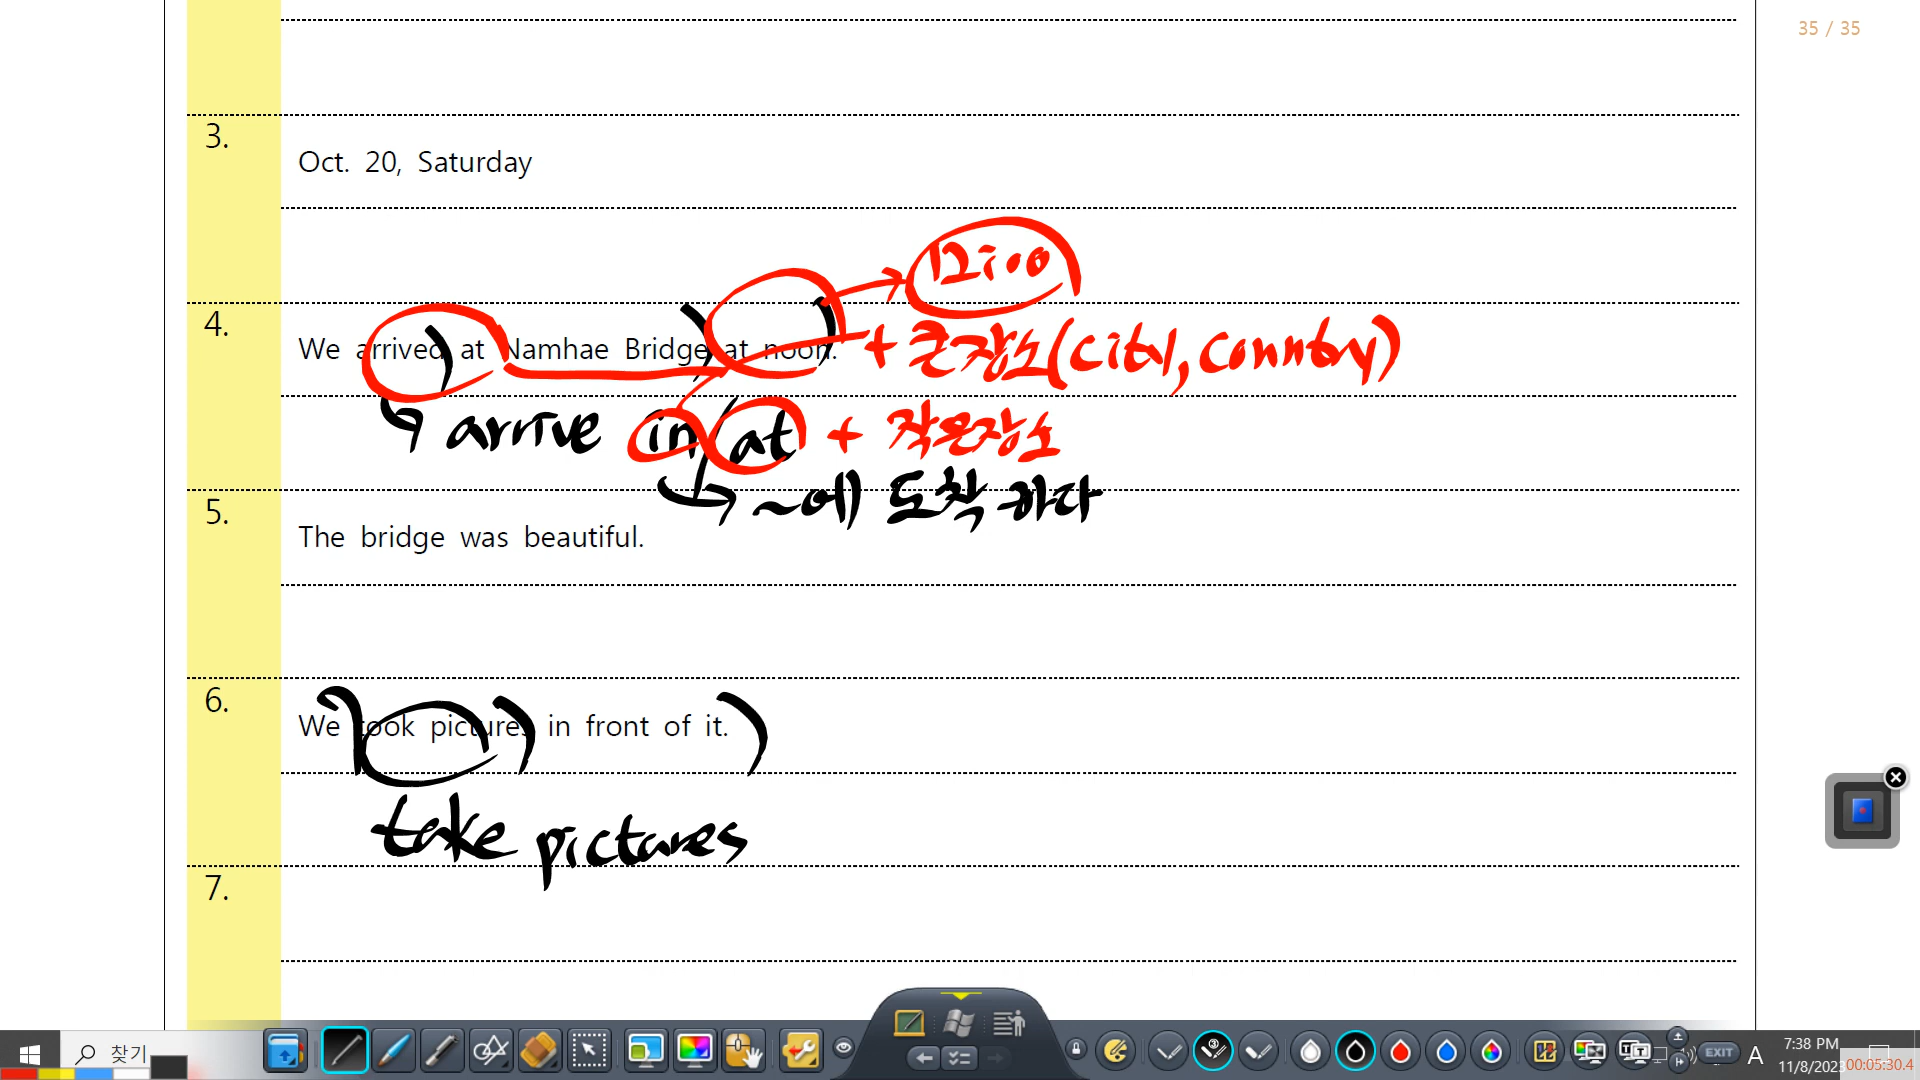 35 / 35
3.
Oct. 20, Saturday
12:00
4.
We arrived at Namhae Bridge at noon. + 큰장소(city, country)
arrive in/at + 작은장소
~에 도착하다
5.
The bridge was beautiful.
6.
We took pictures in front of it.
take pictures
7.
찾기
EXIT
A
7:38 PM
11/8/2023
00:05:30.4